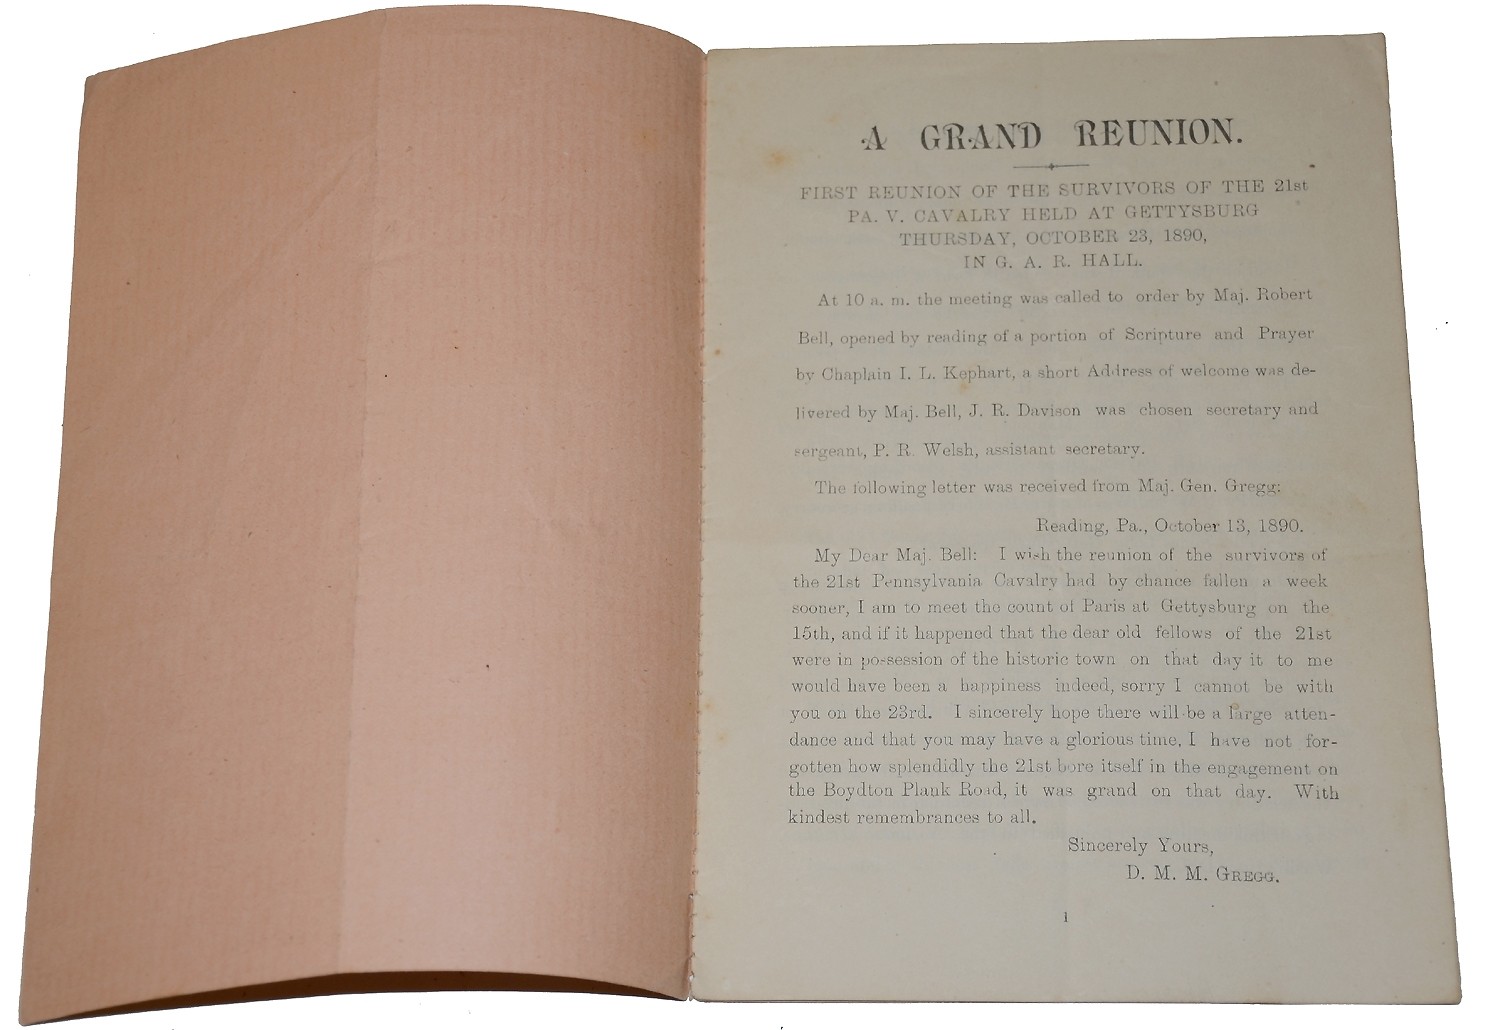 A GRAND REUNION.
FIRST REUNION OF THE SURVIVORS OF THE 21st
PA. V. CAVALRY HELD AT GETTYSBURG
THURSDAY, OCTOBER 23, 1890,
IN G. A. R. HALL.
At 10 a. m. the meeting was called to order by Maj. Robert
Bell, opened by reading of a portion of Scripture and Prayer
by Chaplain I. L. Kephart, a short Address of welcome was de-
livered by Maj. Bell, J. R. Davison was chosen secretary and
sergeant, P. R. Welsh, assistant secretary.
The following letter was received from Maj. Gen. Gregg:
Reading, Pa., October 13, 1890.
My Dear Maj. Bell: I wish the reunion of the survivors of
the 21st Pennsylvania Cavalry had by chance fallen a week
sooner, I am to meet the count of Paris at Gettysburg on the
15th, and if it happened that the dear old fellows of the 21st
were in possession of the historic town on that day it to me
would have been a happiness indeed, sorry I cannot be with
you on the 23rd. I sincerely hope there will be a large atten-
dance and that you may have a glorious time, I have not for-
gotten how splendidly the 21st bore itself in the engagement on
the Boydton Plank Road, it was grand on that day. With
kindest remembrances to all.
Sincerely Yours,
D. M. M. GREGG.
1